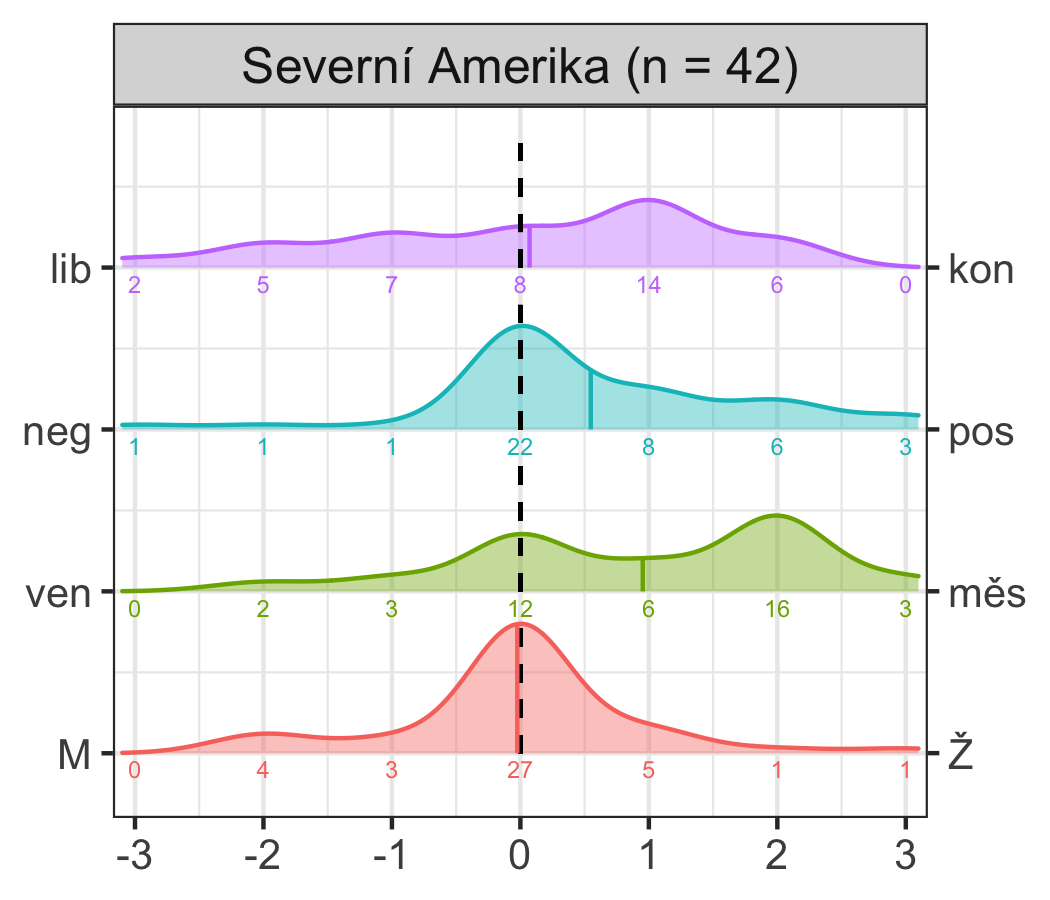 Severní Amerika (n = 42)
lib kon
2 5 7 8 14 6 0
neg pos
1 1 1 22 8 6 3
ven měs
0 2 3 12 6 16 3
M Ž
0 4 3 27 5 1 1
-3 -2 -1 0 1 2 3